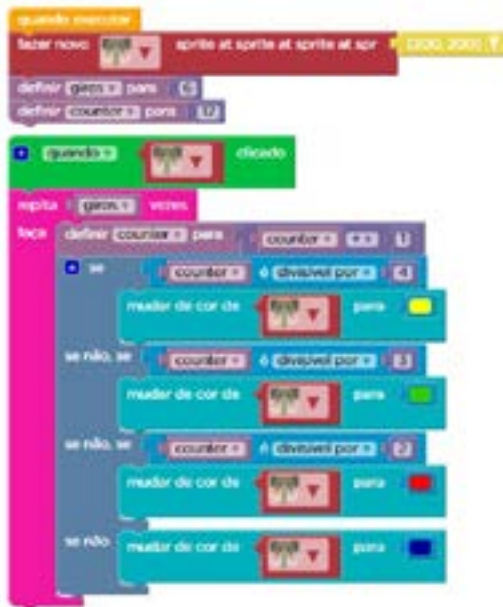 quando executar
fazer novo sprite at sprite at sprite at spr (200, 200)
definir giros para 6
definir counter para
quando clicado
repita giros vezes
faça definir counter para counter 1
se counter é divisível por 4
mudar de cor de para
se não, se counter é divisível por 3
mudar de cor de para
se não, se counter é divisível por 2
mudar de cor de para
se não mudar de cor de para